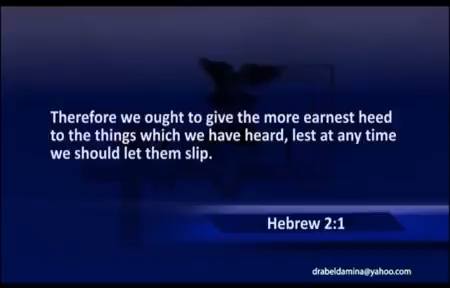 Therefore we ought to give the more earnest heed
to the things which we have heard, lest at any time
we should let them slip.
Hebrew 2:1
drabeldamina@yahoo.com